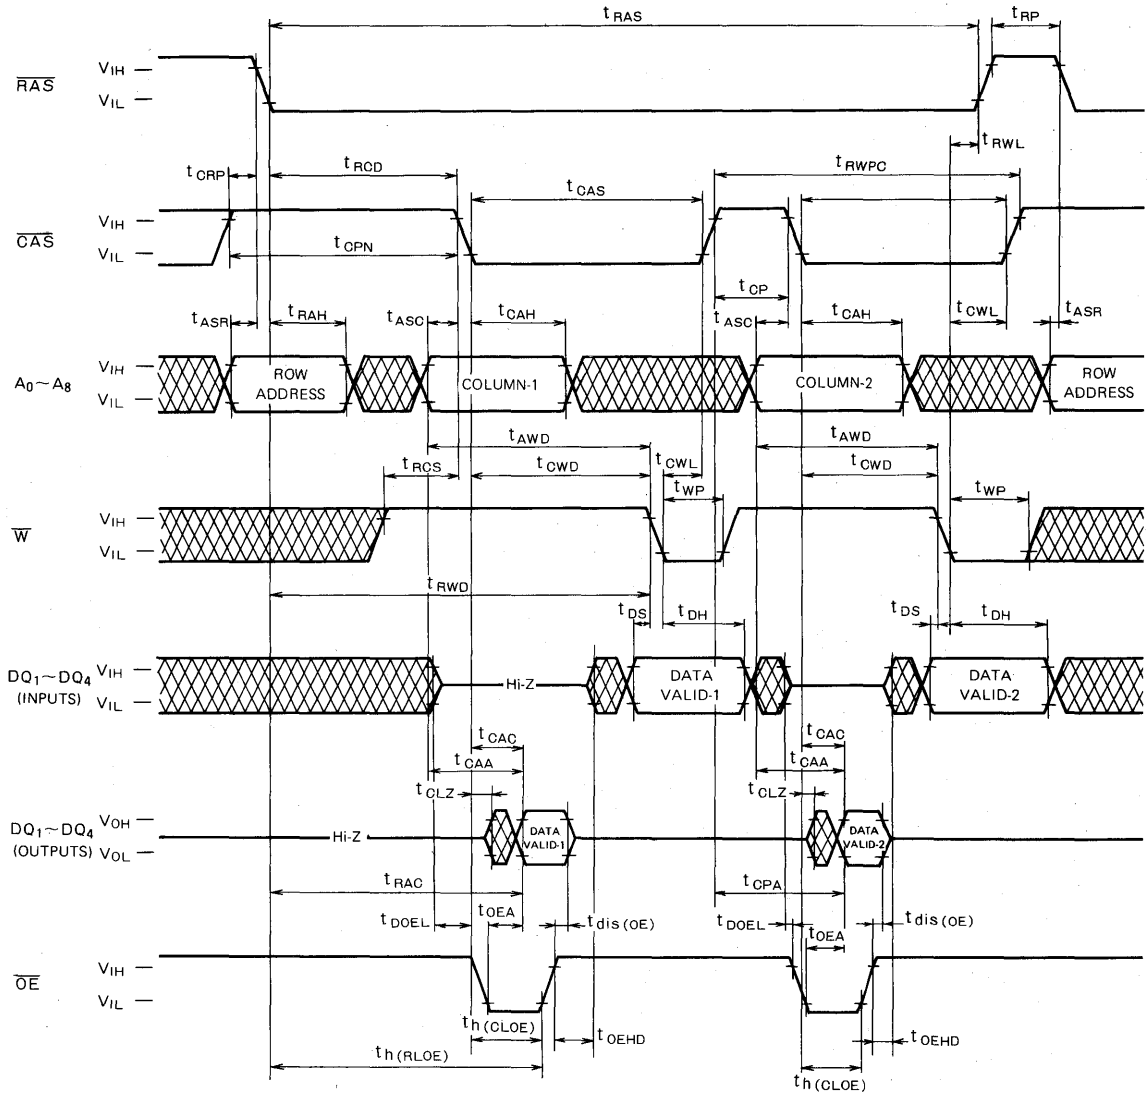 tRAS
tRP
RAS
VIH
VIL
tRWL
tCRP
tRCD
tRWPC
tCAS
CAS
VIH
VIL
tCPN
tCP
tASR
tRAH
tASC
tCAH
tASC
tCAH
tCWL
tASR
A0~A8
VIH
VIL
ROW ADDRESS
COLUMN-1
COLUMN-2
ROW ADDRESS
tAWD
tAWD
tRCS
tCWD
tCWL
tCWD
tWP
tWP
W
VIH
VIL
tRWD
tDS
tDH
tDS
tDH
DQ1~DQ4
(INPUTS)
VIH
VIL
Hi-Z
DATA VALID-1
DATA VALID-2
tCAC
tCAC
tCAA
tCAA
tCLZ
tCLZ
DQ1~DQ4
(OUTPUTS)
VOH
VOL
Hi-Z
DATA VALID-1
DATA VALID-2
tRAC
tCPA
tDOEL
tOEA
tdis(OE)
tDOEL
tOEA
tdis(OE)
OE
VIH
VIL
th(CLOE)
tOEHD
tOEHD
th(RLOE)
th(CLOE)